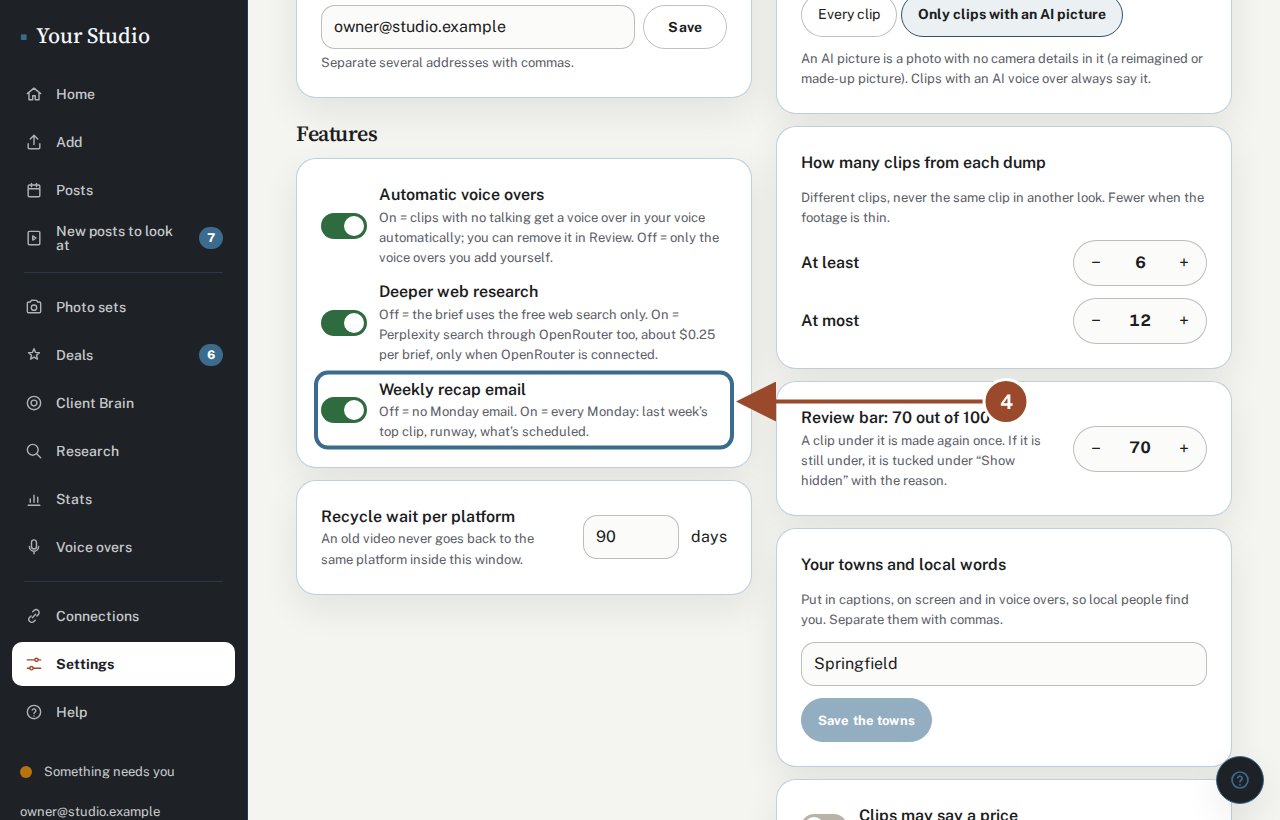 Your Studio
Home
Add
Posts
New posts to look
at
7
Photo sets
Deals
6
Client Brain
Research
Stats
Voice overs
Connections
Settings
Help
Something needs you
owner@studio.example
owner@studio.example
Save
Separate several addresses with commas.
Features
Automatic voice overs
On = clips with no talking get a voice over in your voice
automatically; you can remove it in Review. Off = only the
voice overs you add yourself.
Deeper web research
Off = the brief uses the free web search only. On =
Perplexity search through OpenRouter too, about $0.25
per brief, only when OpenRouter is connected.
Weekly recap email
Off = no Monday email. On = every Monday: last week's
top clip, runway, what's scheduled.
Recycle wait per platform
An old video never goes back to the
same platform inside this window.
90
days
Every clip
Only clips with an AI picture
An AI picture is a photo with no camera details in it (a reimagined or
made-up picture). Clips with an AI voice over always say it.
How many clips from each dump
Different clips, never the same clip in another look. Fewer when the
footage is thin.
At least
− 6 +
At most
− 12 +
4
Review bar: 70 out of 100
A clip under it is made again once. If it is
still under, it is tucked under “Show
hidden” with the reason.
− 70 +
Your towns and local words
Put in captions, on screen and in voice overs, so local people find
you. Separate them with commas.
Springfield
Save the towns
Clips may say a price